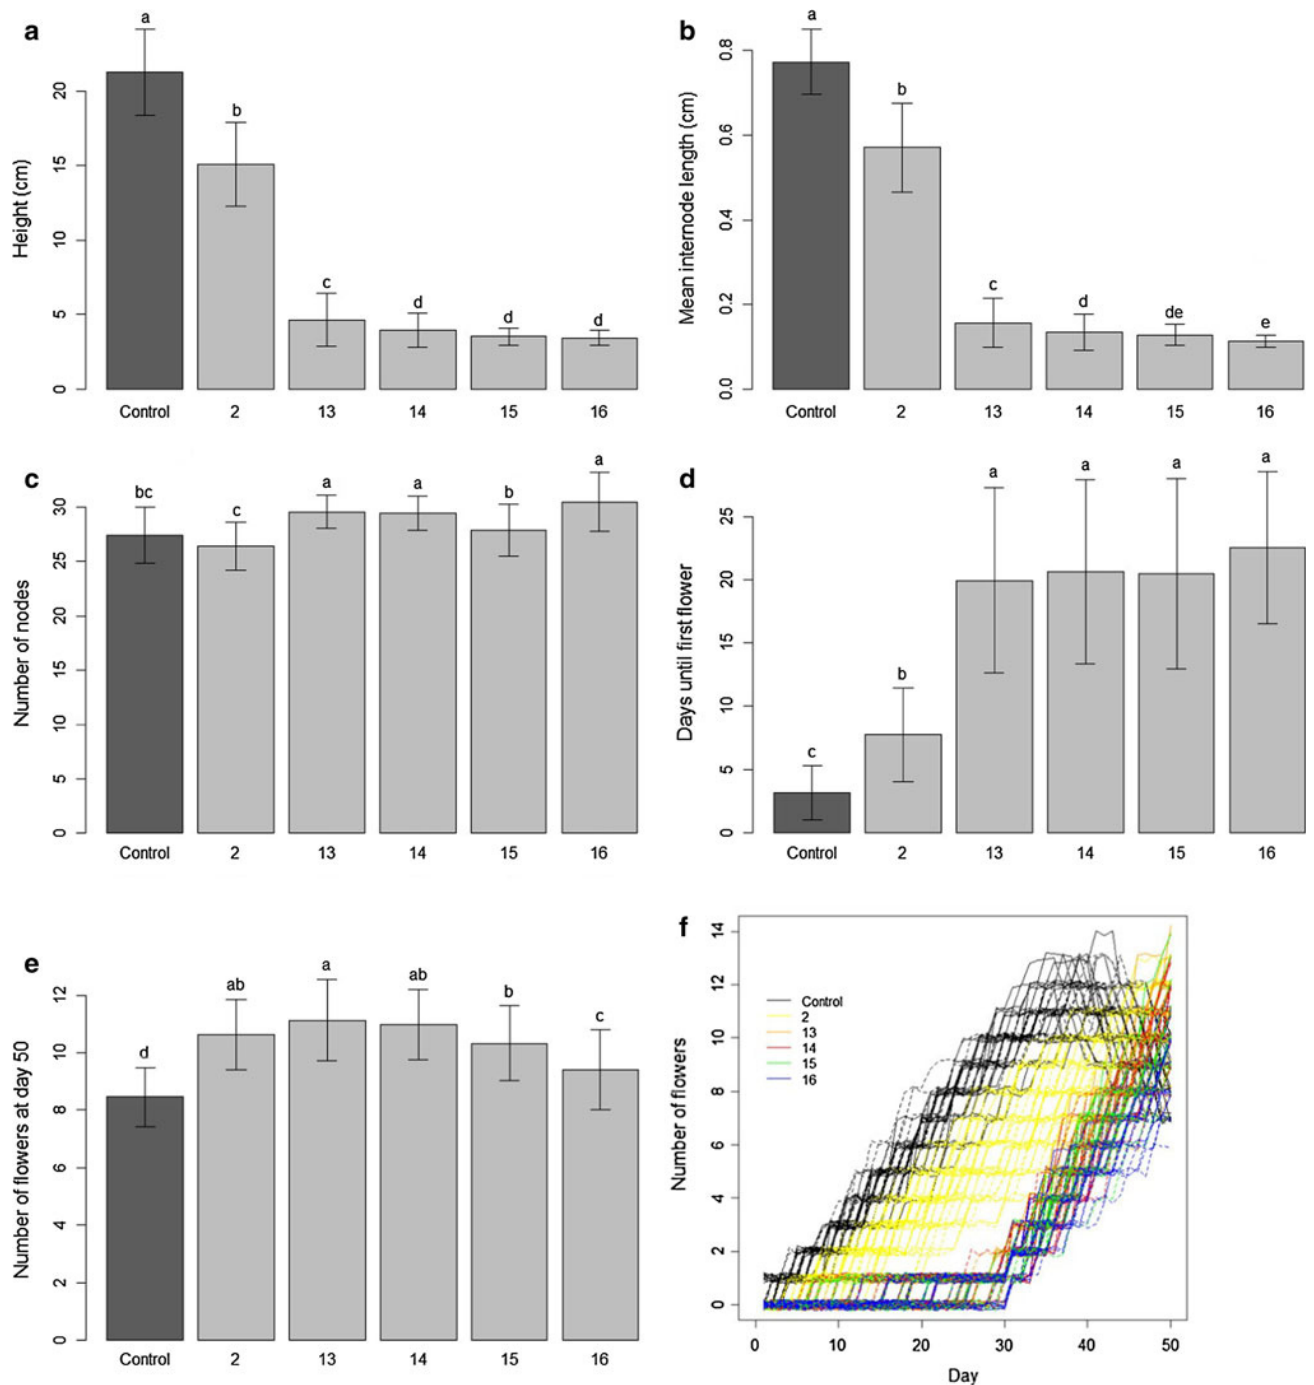 a
Height (cm)
0 5 10 15 20
a b c d d d
Control 2 13 14 15 16
b
Mean internode length (cm)
0.0 0.2 0.4 0.6 0.8
a b c d de e
Control 2 13 14 15 16
c
Number of nodes
0 5 10 15 20 25 30
bc c a a b a
Control 2 13 14 15 16
d
Days until first flower
0 5 10 15 20 25
c b a a a a
Control 2 13 14 15 16
e
Number of flowers at day 50
0 2 4 6 8 10 12
d ab a ab b c
Control 2 13 14 15 16
f
Number of flowers
0 2 4 6 8 10 12 14
Control
2
13
14
15
16
0 10 20 30 40 50
Day